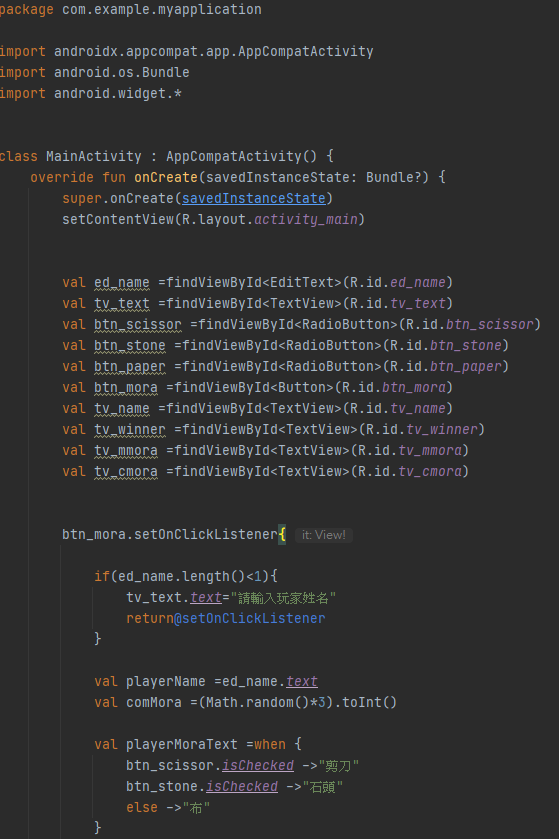 package com.example.myapplication
import androidx.appcompat.app.AppCompatActivity
import android.os.Bundle
import android.widget.*
class MainActivity : AppCompatActivity() {
override fun onCreate(savedInstanceState: Bundle?) {
super.onCreate(savedInstanceState)
setContentView(R.layout.activity_main)
val ed_name =findViewById<EditText>(R.id.ed_name)
val tv_text =findViewById<TextView>(R.id.tv_text)
val btn_scissor =findViewById<RadioButton>(R.id.btn_scissor)
val btn_stone =findViewById<RadioButton>(R.id.btn_stone)
val btn_paper =findViewById<RadioButton>(R.id.btn_paper)
val btn_mora =findViewById<Button>(R.id.btn_mora)
val tv_name =findViewById<TextView>(R.id.tv_name)
val tv_winner =findViewById<TextView>(R.id.tv_winner)
val tv_mmora =findViewById<TextView>(R.id.tv_mmora)
val tv_cmora =findViewById<TextView>(R.id.tv_cmora)
btn_mora.setOnClickListener{ it: View!
if(ed_name.length()<1){
tv_text.text="請輸入玩家姓名"
return@setOnClickListener
}
val playerName =ed_name.text
val comMora =(Math.random()*3).toInt()
val playerMoraText =when {
btn_scissor.isChecked ->"剪刀"
btn_stone.isChecked ->"石頭"
else ->"布"
}